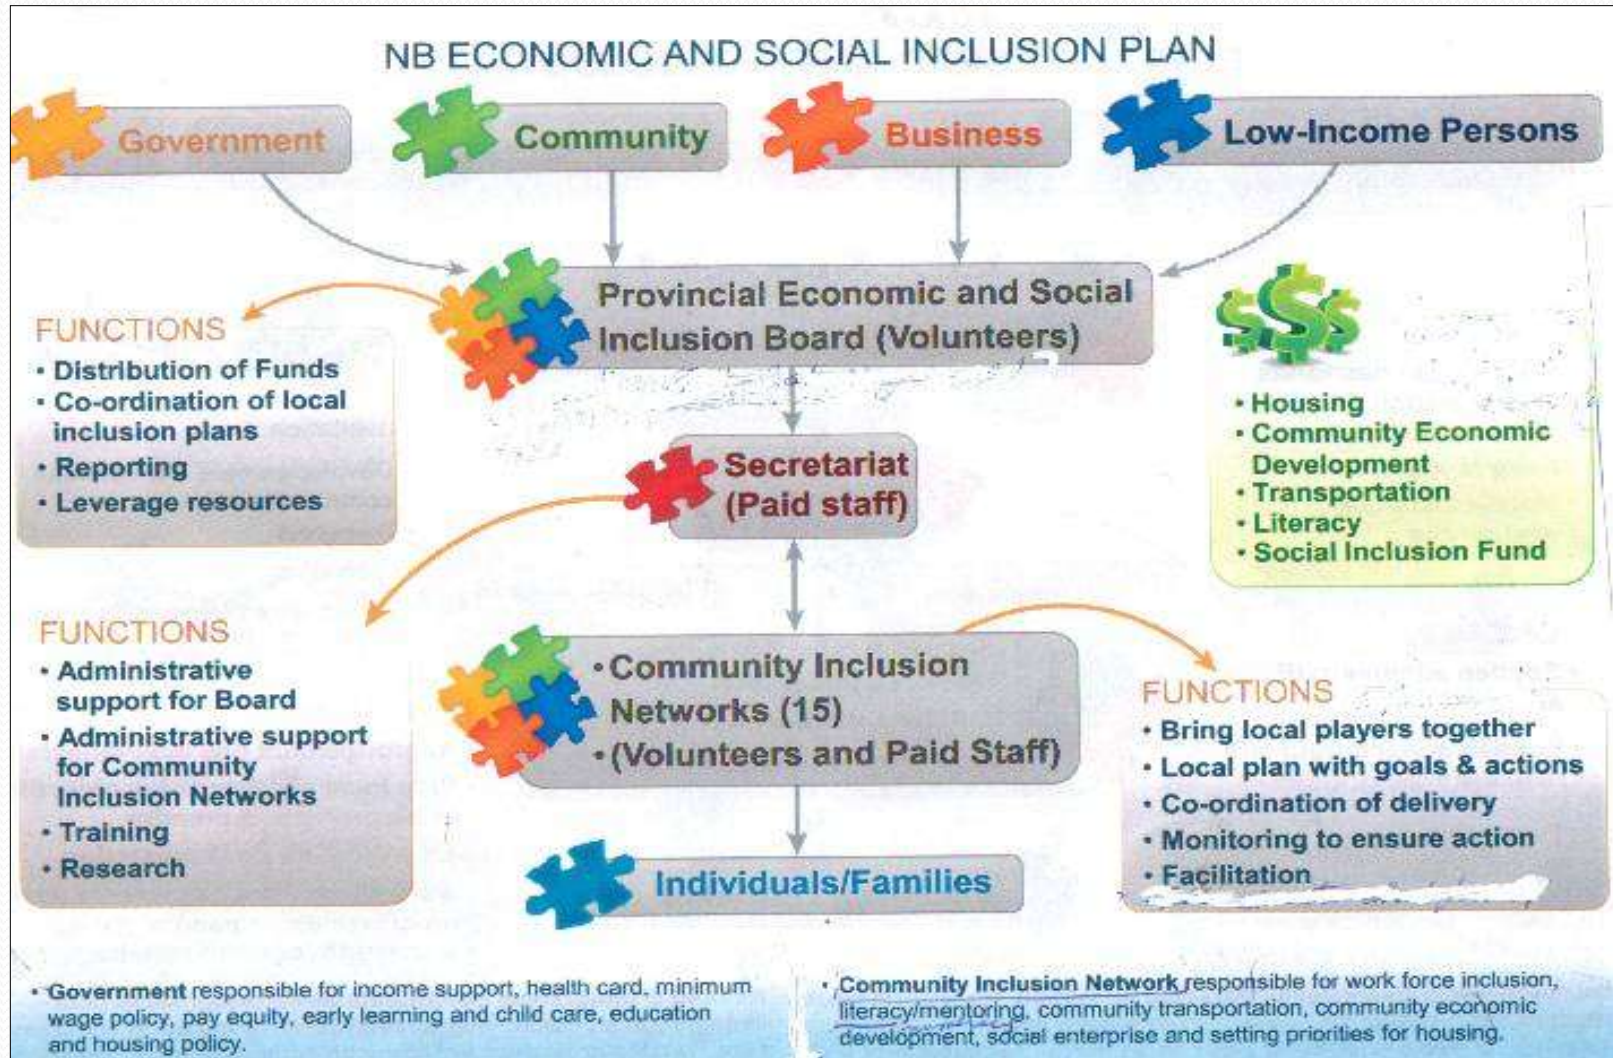 NB ECONOMIC AND SOCIAL INCLUSION PLAN
Government
Community
Business
Low-Income Persons
Provincial Economic and Social
Inclusion Board (Volunteers)
FUNCTIONS
• Distribution of Funds
• Co-ordination of local
inclusion plans
• Reporting
• Leverage resources
• Housing
• Community Economic
Development
• Transportation
• Literacy
• Social Inclusion Fund
Secretariat
(Paid staff)
FUNCTIONS
• Administrative
support for Board
• Administrative support
for Community
Inclusion Networks
• Training
• Research
• Community Inclusion
Networks (15)
• (Volunteers and Paid Staff)
FUNCTIONS
• Bring local players together
• Local plan with goals & actions
• Co-ordination of delivery
• Monitoring to ensure action
• Facilitation
Individuals/Families
• Government responsible for income support, health card, minimum
wage policy, pay equity, early learning and child care, education
and housing policy.
• Community Inclusion Network responsible for work force inclusion,
literacy/mentoring, community transportation, community economic
development, social enterprise and setting priorities for housing.